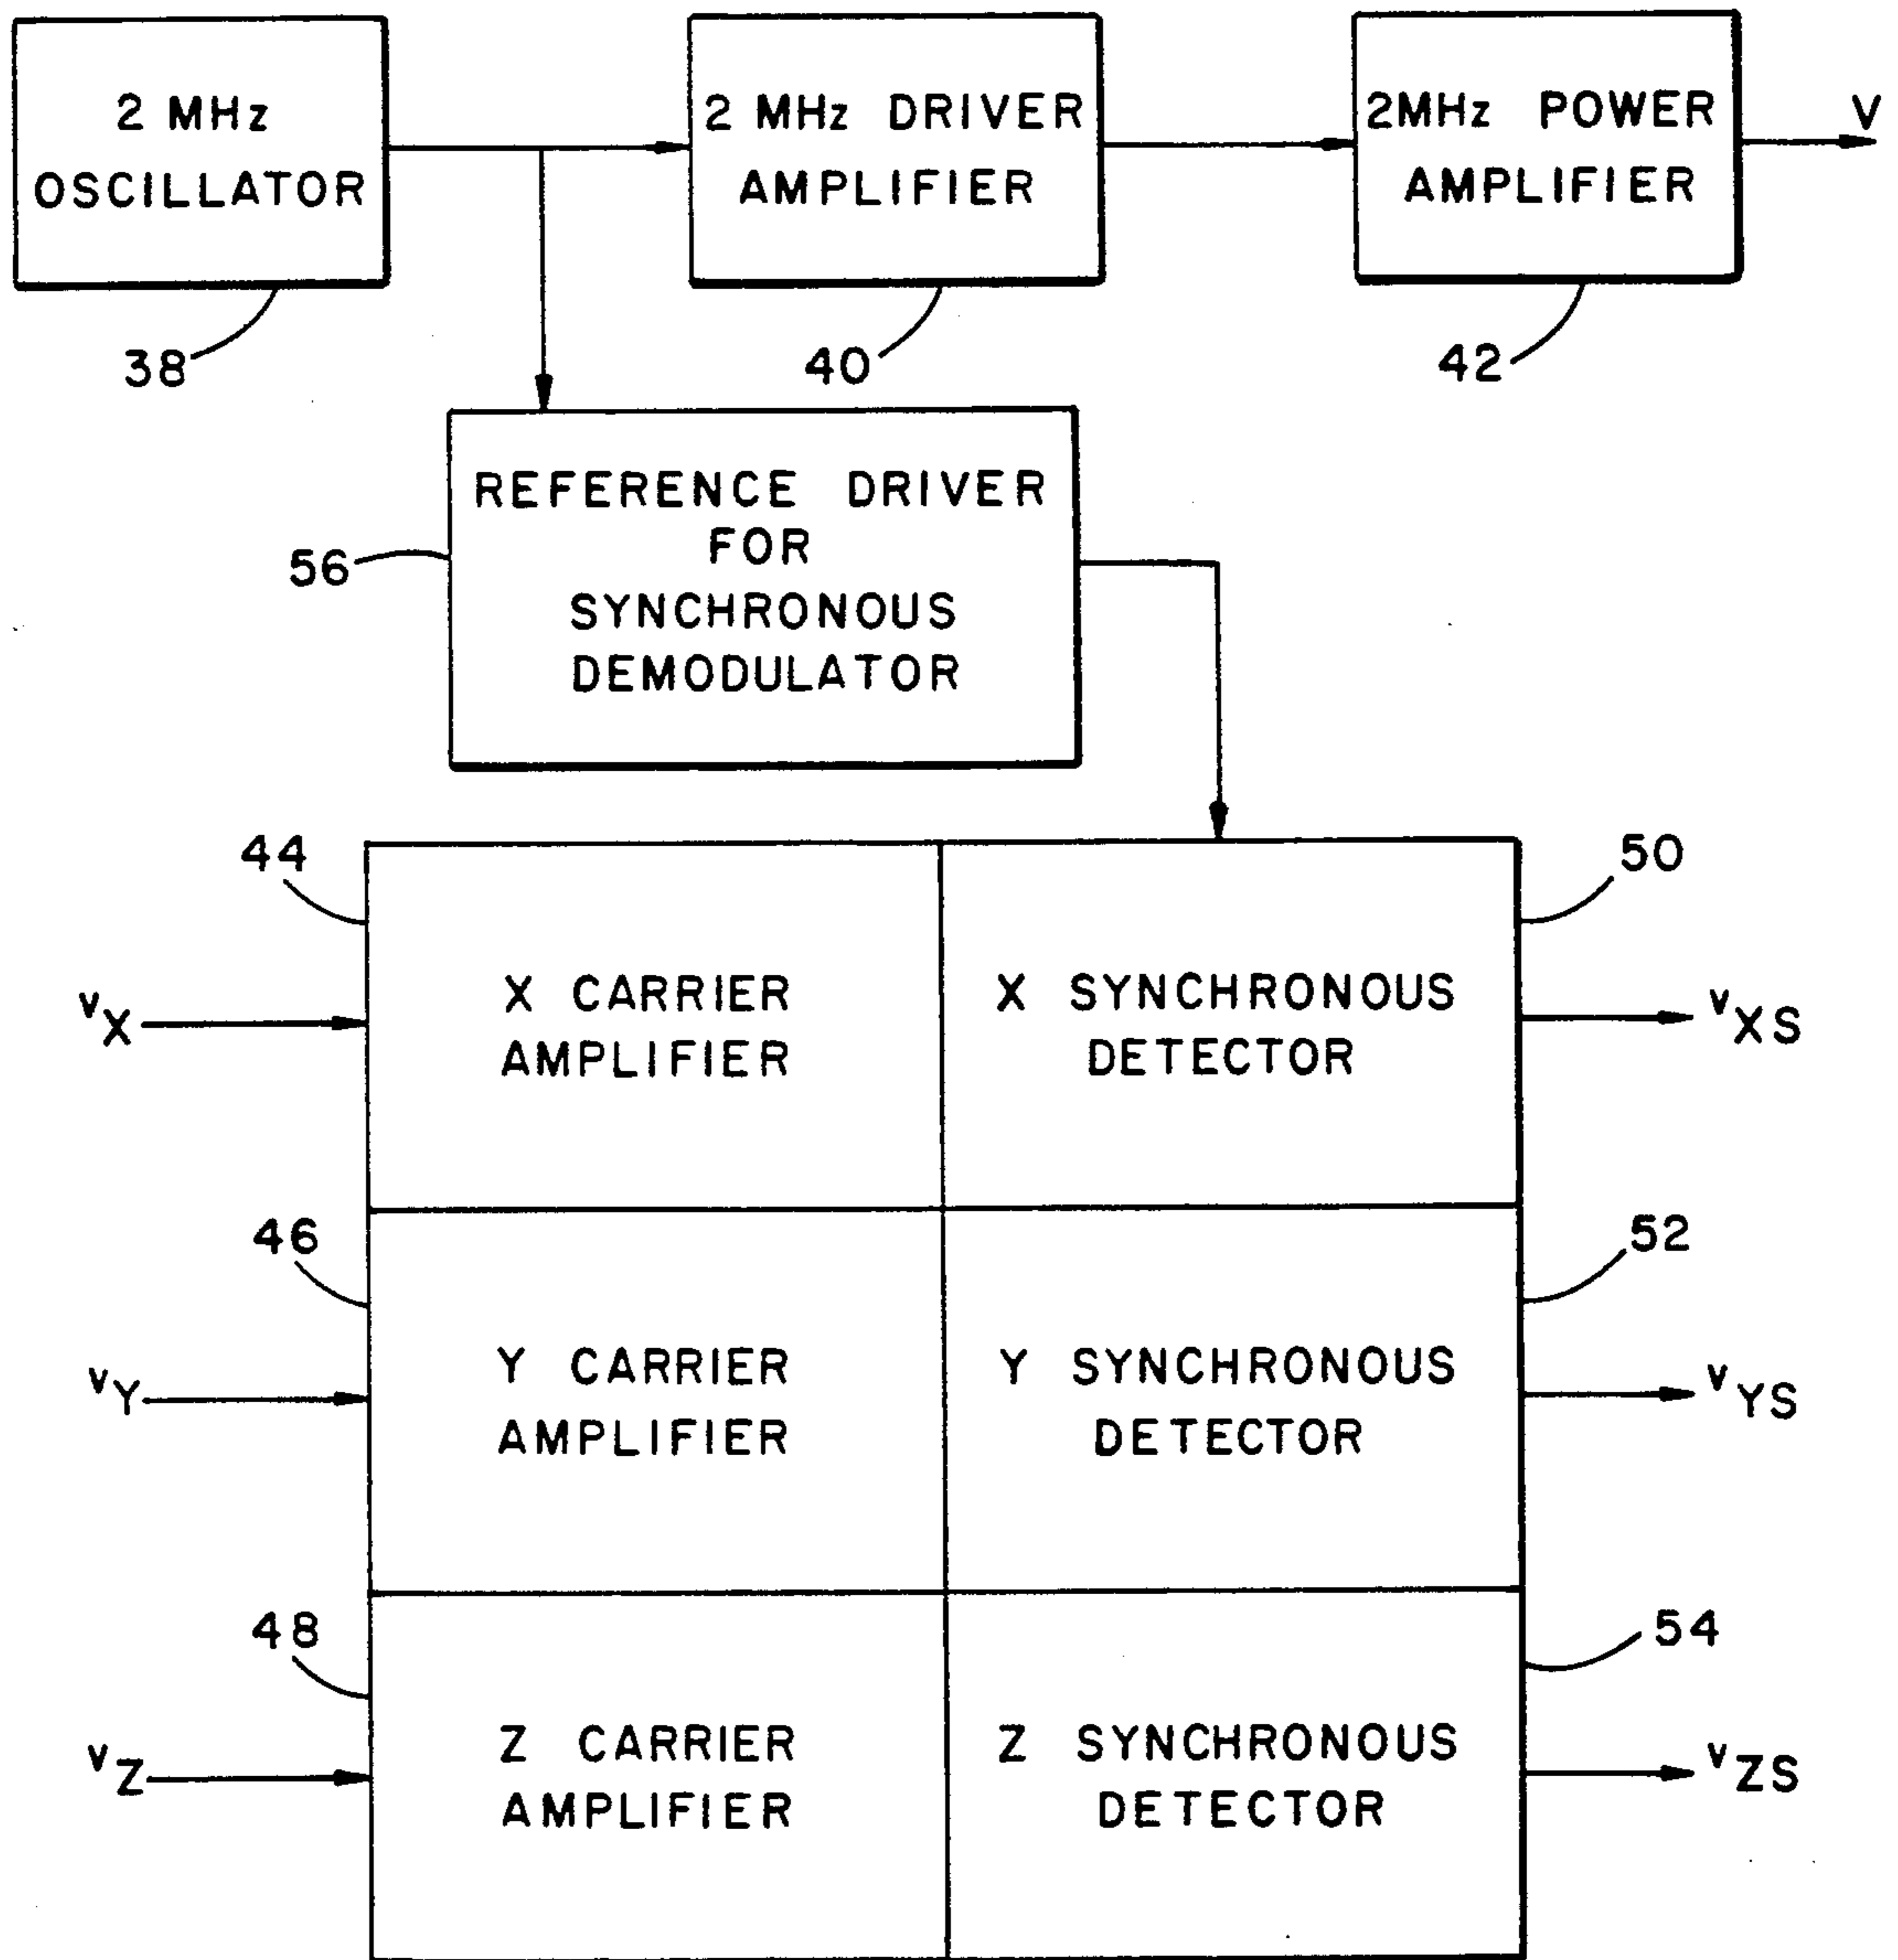 2 MHz
OSCILLATOR
2 MHz DRIVER
AMPLIFIER
2MHz POWER
AMPLIFIER
V
38
40
42
REFERENCE DRIVER
FOR
SYNCHRONOUS
DEMODULATOR
56
44
50
vX
X CARRIER
AMPLIFIER
X SYNCHRONOUS
DETECTOR
vXS
46
52
vY
Y CARRIER
AMPLIFIER
Y SYNCHRONOUS
DETECTOR
vYS
48
54
vZ
Z CARRIER
AMPLIFIER
Z SYNCHRONOUS
DETECTOR
vZS